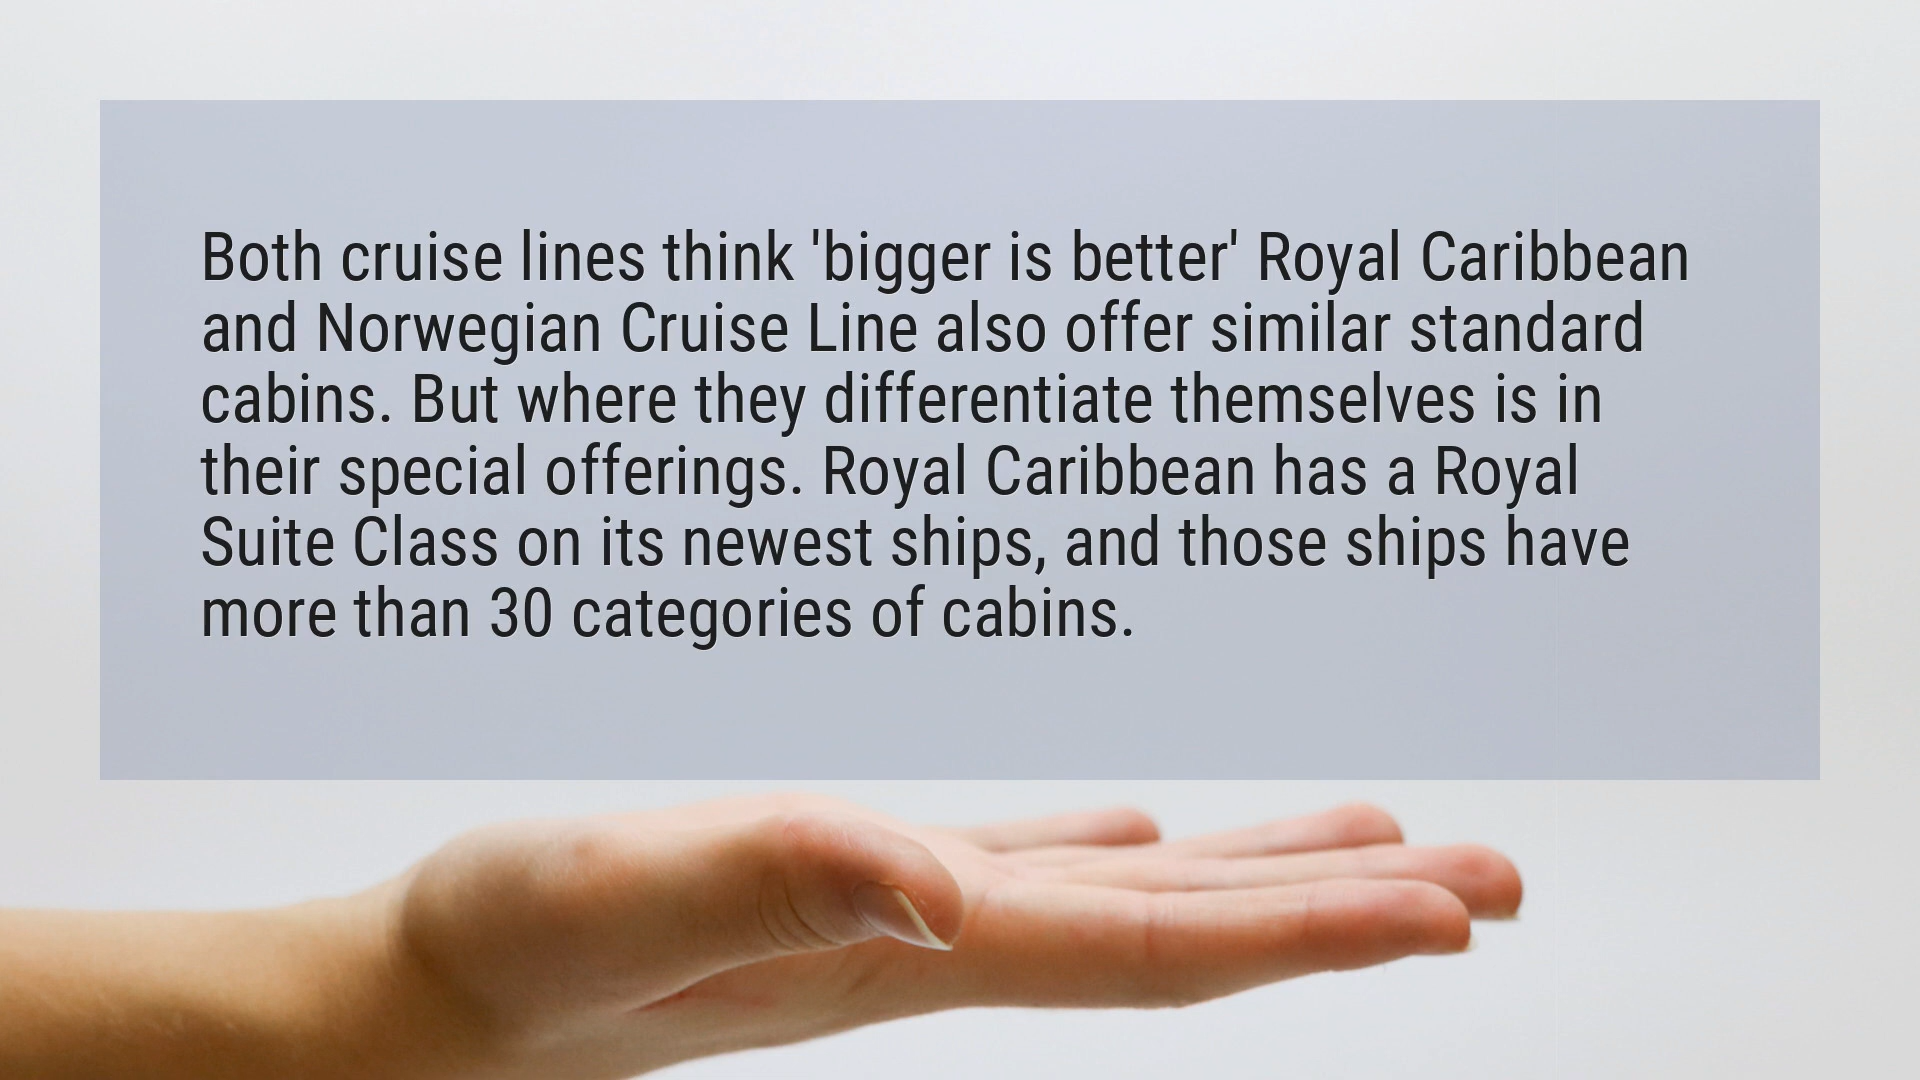 Both cruise lines think 'bigger is better' Royal Caribbean
and Norwegian Cruise Line also offer similar standard
cabins. But where they differentiate themselves is in
their special offerings. Royal Caribbean has a Royal
Suite Class on its newest ships, and those ships have
more than 30 categories of cabins.